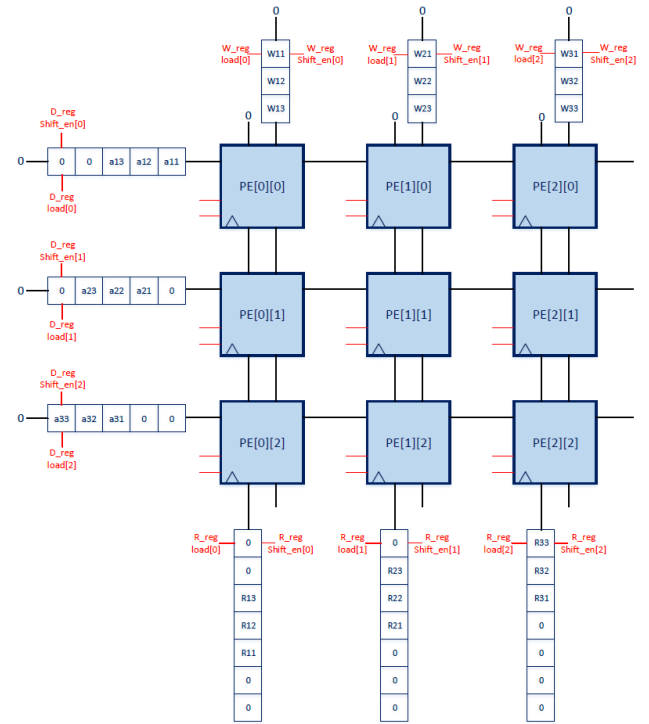 0 0 0
W_reg load[0] W11 W_reg Shift_en[0] W_reg load[1] W21 W_reg Shift_en[1] W_reg load[2] W31 W_reg Shift_en[2]
W12 W22 W32
W13 W23 W33
0 0 0
D_reg
Shift_en[0]
0 0 0 a13 a12 a11 PE[0][0] PE[1][0] PE[2][0]
D_reg
load[0]
D_reg
Shift_en[1]
0 0 a23 a22 a21 0 PE[0][1] PE[1][1] PE[2][1]
D_reg
load[1]
D_reg
Shift_en[2]
0 a33 a32 a31 0 0 PE[0][2] PE[1][2] PE[2][2]
D_reg
load[2]
R_reg load[0] 0 R_reg Shift_en[0] R_reg load[1] 0 R_reg Shift_en[1] R_reg load[2] R33 R_reg Shift_en[2]
0 R23 R32
R13 R22 R31
R12 R21 0
R11 0 0
0 0 0
0 0 0